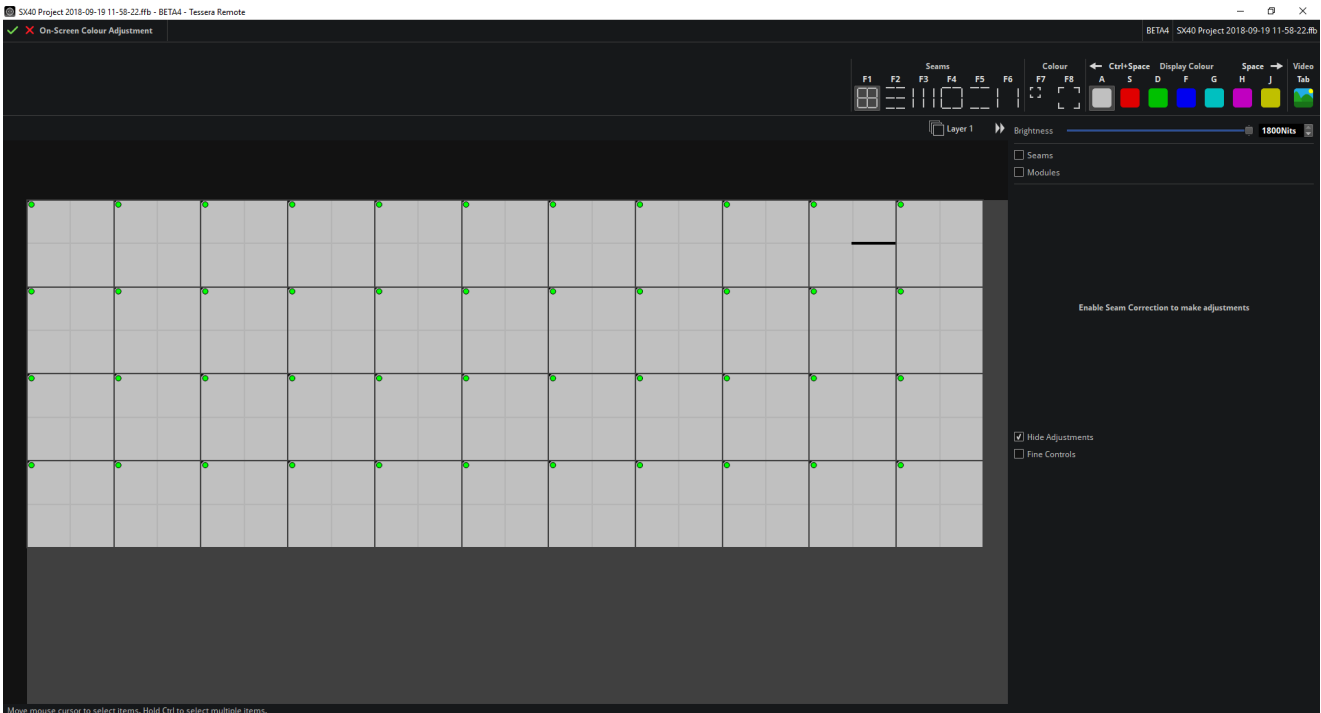 SX40 Project 2018-09-19 11-58-22.ffb - BETA4 - Tessera Remote
On-Screen Colour Adjustment
BETA4 SX40 Project 2018-09-19 11-58-22.ffb
Seams Colour Ctrl+Space Display Colour Space Video
F1 F2 F3 F4 F5 F6 F7 F8 A S D F G H J Tab
Layer 1
Brightness 1800Nits
Seams
Modules
Enable Seam Correction to make adjustments
Hide Adjustments
Fine Controls
Move mouse cursor to select items. Hold Ctrl to select multiple items.